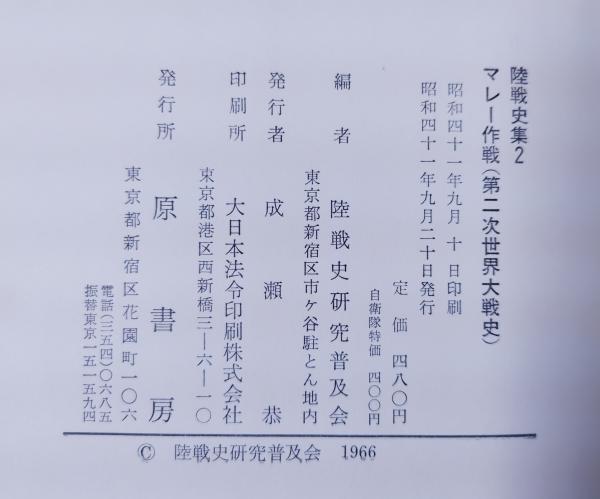 陸戦史集2
マレー作戦(第二次世界大戦史)
昭和四十一年九月 十 日印刷
昭和四十一年九月二十日発行
定価 四八〇円
自衛隊特価 四〇〇円
編者 陸戦史研究普及会
東京都新宿区市ヶ谷駐とん地内
発行者 成瀬恭
印刷所 大日本法令印刷株式会社
東京都港区西新橋三―六―一〇
発行所 原書房
東京都新宿区花園町一〇六
電話(三五四)〇六八五
振替東京一五一五九四
© 陸戦史研究普及会 1966